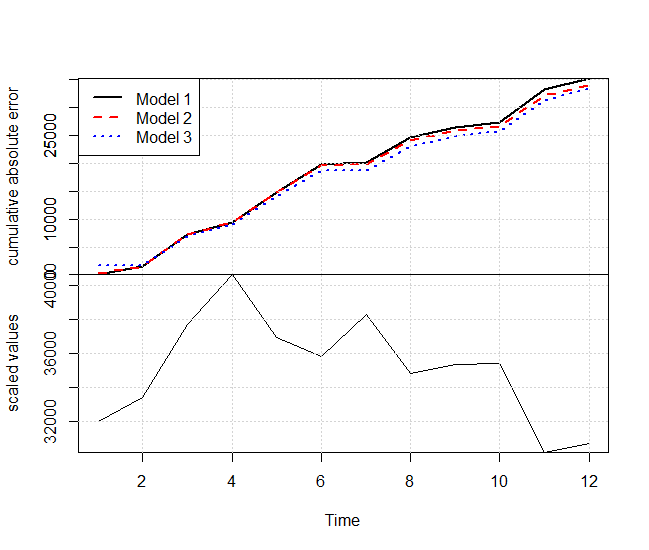 Model 1
Model 2
Model 3
cumulative absolute error
25000
10000
0
40000
36000
32000
scaled values
2 4 6 8 10 12
Time